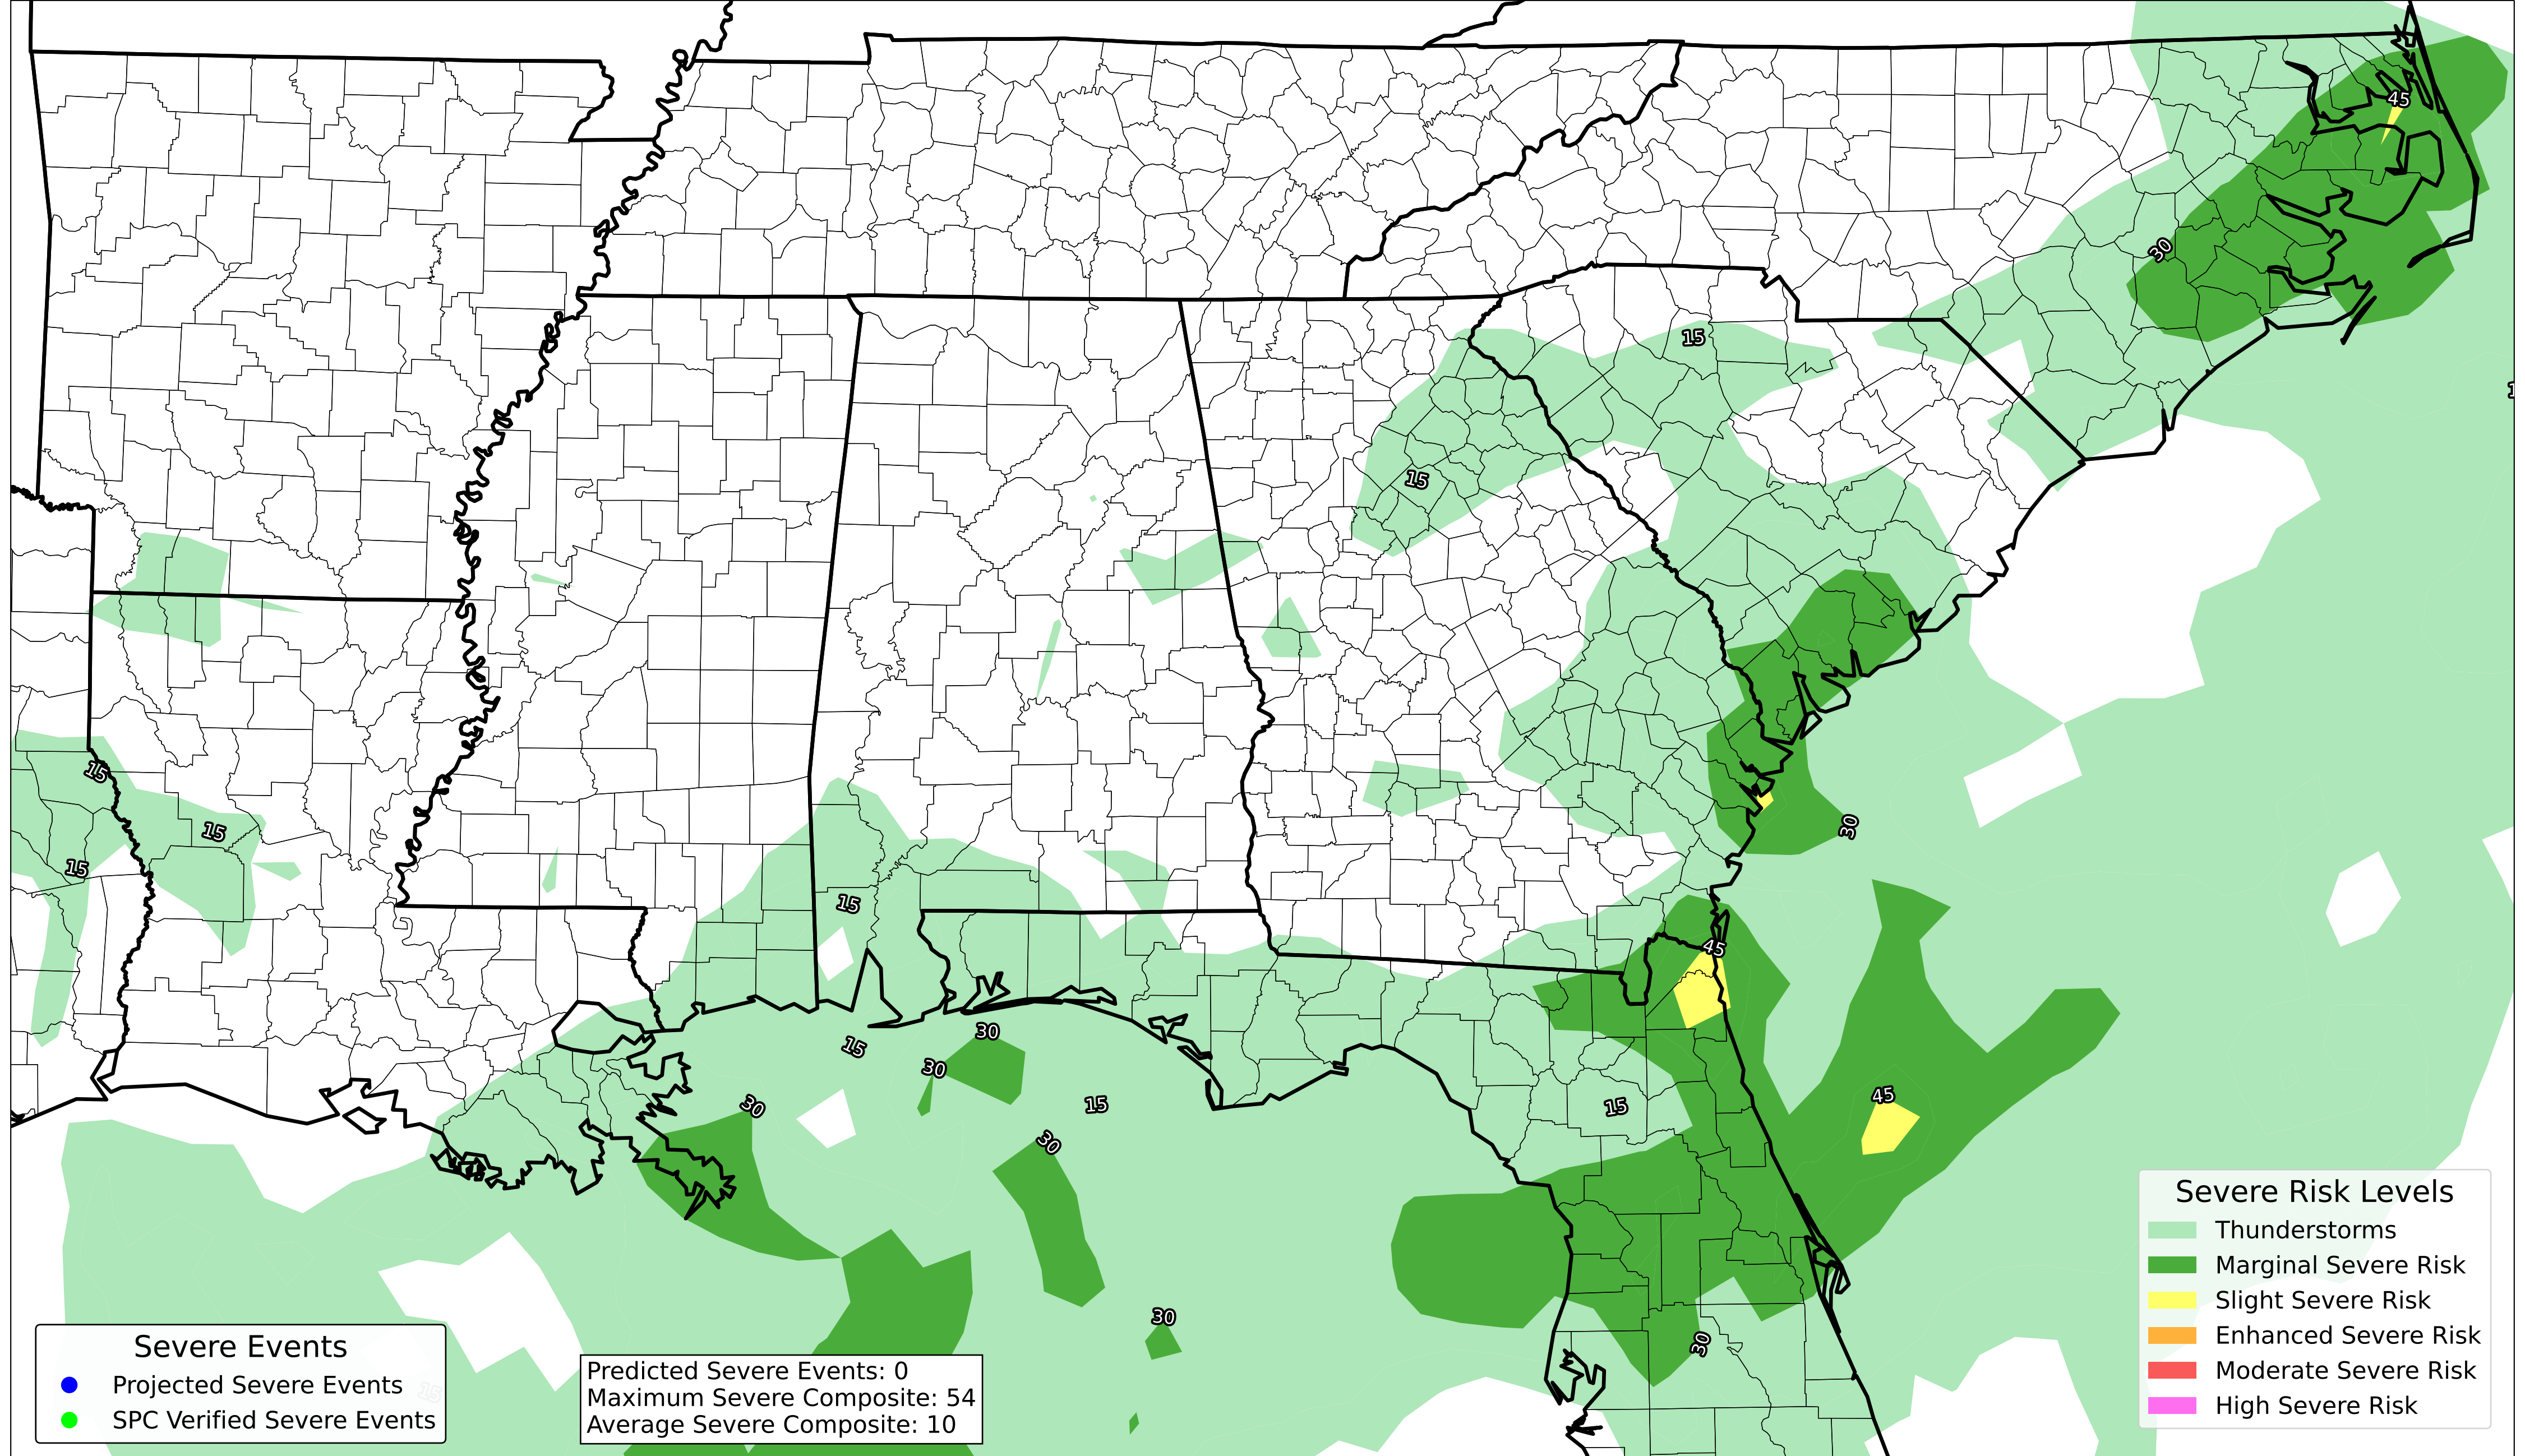 45
30
15
15
15
15
15
30
15
45
30
15
30
45
30
15
15
30
30
30
30
Severe Risk Levels
Thunderstorms
Marginal Severe Risk
Slight Severe Risk
Enhanced Severe Risk
Moderate Severe Risk
High Severe Risk
Severe Events
Projected Severe Events
SPC Verified Severe Events
15
Predicted Severe Events: 0
Maximum Severe Composite: 54
Average Severe Composite: 10